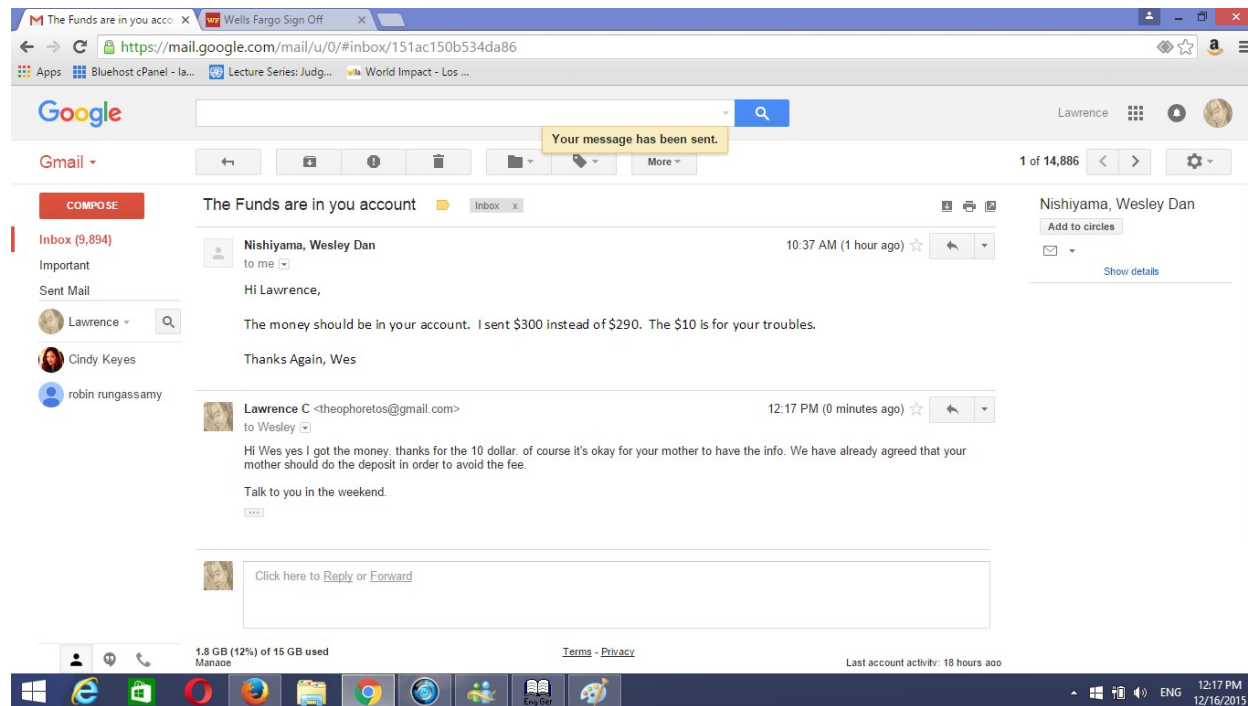 The Funds are in you acco
Wells Fargo Sign Off
https://mail.google.com/mail/u/0/#inbox/151ac150b534da86
Apps Bluehost cPanel - la... Lecture Series: Judg... World Impact - Los ...
Google
Lawrence
Your message has been sent.
Gmail
More
1 of 14,886
COMPOSE
Inbox (9,894)
Important
Sent Mail
Lawrence
Cindy Keyes
robin rungassamy
The Funds are in you account Inbox x
Nishiyama, Wesley Dan 10:37 AM (1 hour ago)
to me
Hi Lawrence,
The money should be in your account. I sent $300 instead of $290. The $10 is for your troubles.
Thanks Again, Wes
Lawrence C <theophoretos@gmail.com> 12:17 PM (0 minutes ago)
to Wesley
Hi Wes yes I got the money. thanks for the 10 dollar. of course it's okay for your mother to have the info. We have already agreed that your
mother should do the deposit in order to avoid the fee.
Talk to you in the weekend.
Click here to Reply or Forward
Nishiyama, Wesley Dan
Add to circles
Show details
1.8 GB (12%) of 15 GB used
Manage
Terms - Privacy
Last account activity: 18 hours ago
Eng Ger
ENG
12:17 PM
12/16/2015